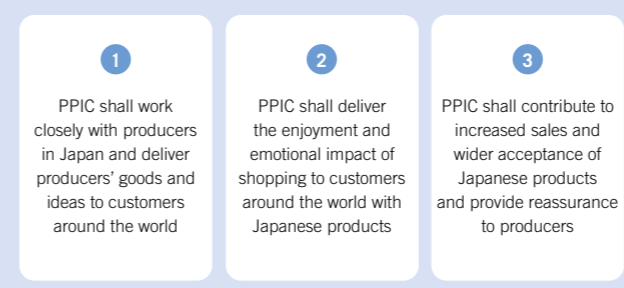 1
PPIC shall work
closely with producers
in Japan and deliver
producers’ goods and
ideas to customers
around the world
2
PPIC shall deliver
the enjoyment and
emotional impact of
shopping to customers
around the world with
Japanese products
3
PPIC shall contribute to
increased sales and
wider acceptance of
Japanese products
and provide reassurance
to producers